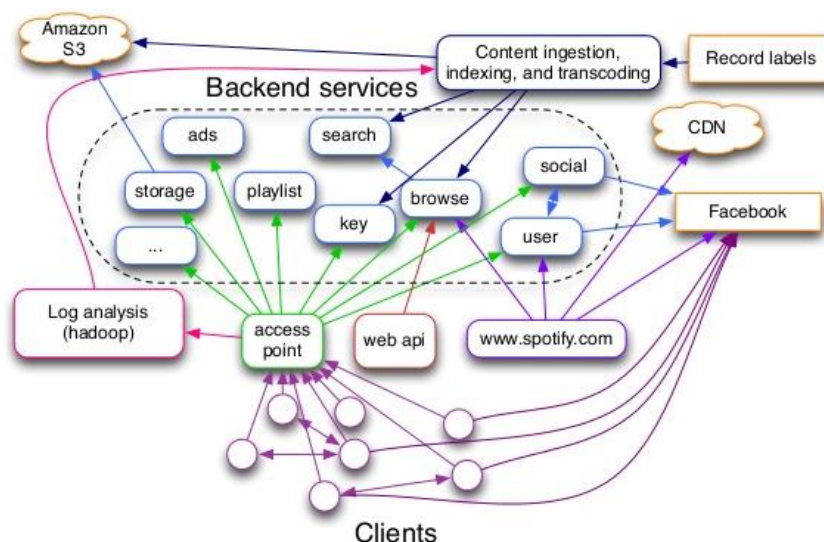 Amazon
S3
Content ingestion,
indexing, and transcoding
Record labels
Backend services
CDN
ads
search
social
storage
playlist
browse
key
Facebook
...
user
Log analysis
(hadoop)
access
point
web api
www.spotify.com
Clients